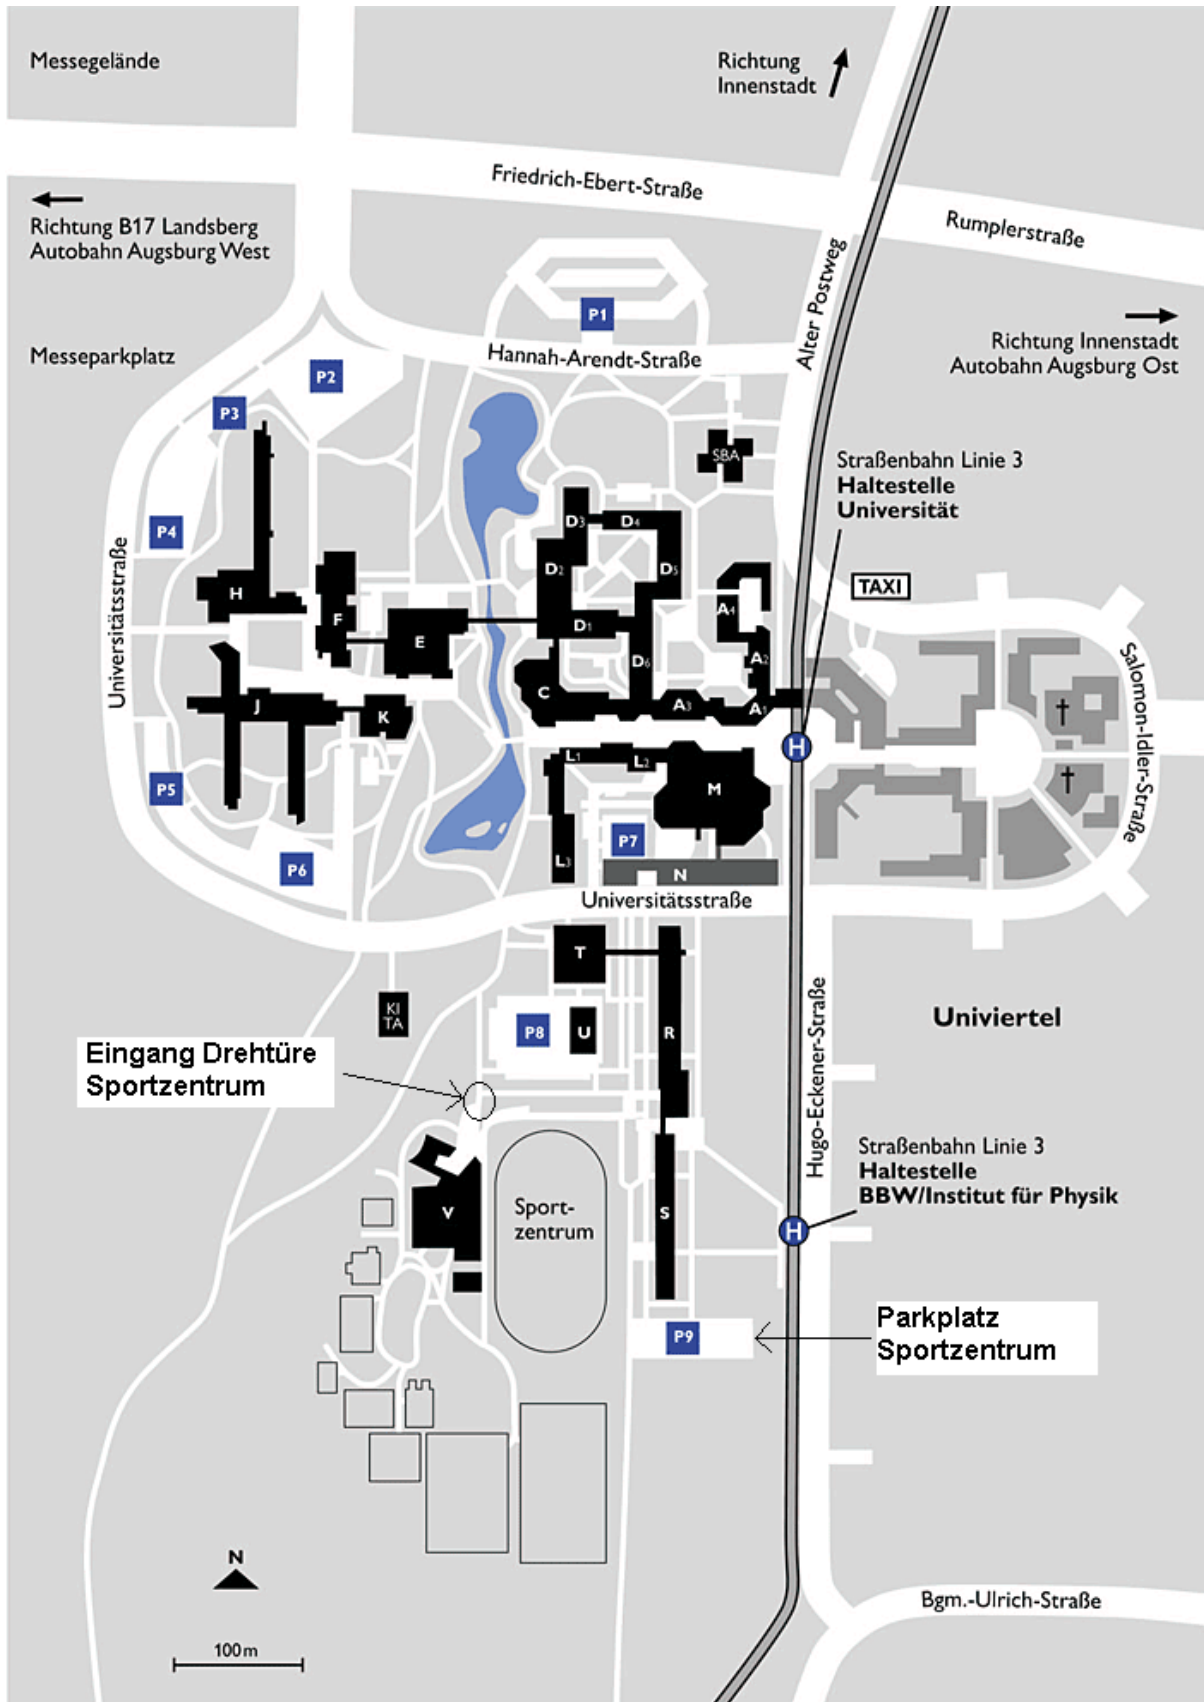 Messegelände
Richtung
Innenstadt
Friedrich-Ebert-Straße
Rumplerstraße
Richtung B17 Landsberg
Autobahn Augsburg West
Alter Postweg
P1
Richtung Innenstadt
Autobahn Augsburg Ost
Messeparkplatz
Hannah-Arendt-Straße
P2
P3
SBA
Straßenbahn Linie 3
Haltestelle
Universität
P4
D3
D4
D2
D5
TAXI
Universitätsstraße
H
F
E
D1
A4
D6
A2
Salomon-Idler-Straße
C
J
K
A3
A1
H
L1
L2
M
P5
P7
P6
L3
N
Universitätsstraße
T
KI
TA
P8
U
R
Hugo-Eckener-Straße
Univiertel
Eingang Drehtüre
Sportzentrum
Straßenbahn Linie 3
Haltestelle
BBW/Institut für Physik
V
Sport-
zentrum
S
H
Parkplatz
Sportzentrum
P9
N
Bgm.-Ulrich-Straße
100 m